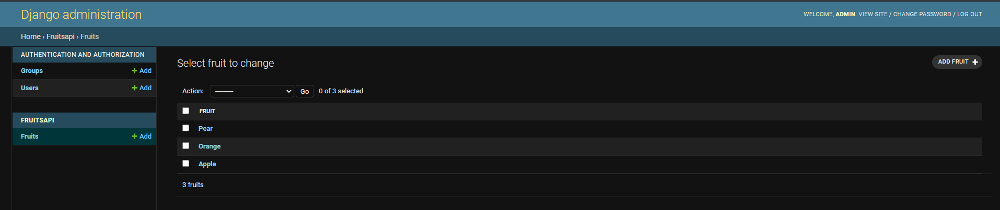 Django administration
WELCOME, ADMIN. VIEW SITE / CHANGE PASSWORD / LOG OUT
Home › Fruitsapi › Fruits
AUTHENTICATION AND AUTHORIZATION
Groups + Add
Users + Add
FRUITSAPI
Fruits + Add
Select fruit to change
ADD FRUIT +
Action: --------- Go 0 of 3 selected
FRUIT
Pear
Orange
Apple
3 fruits